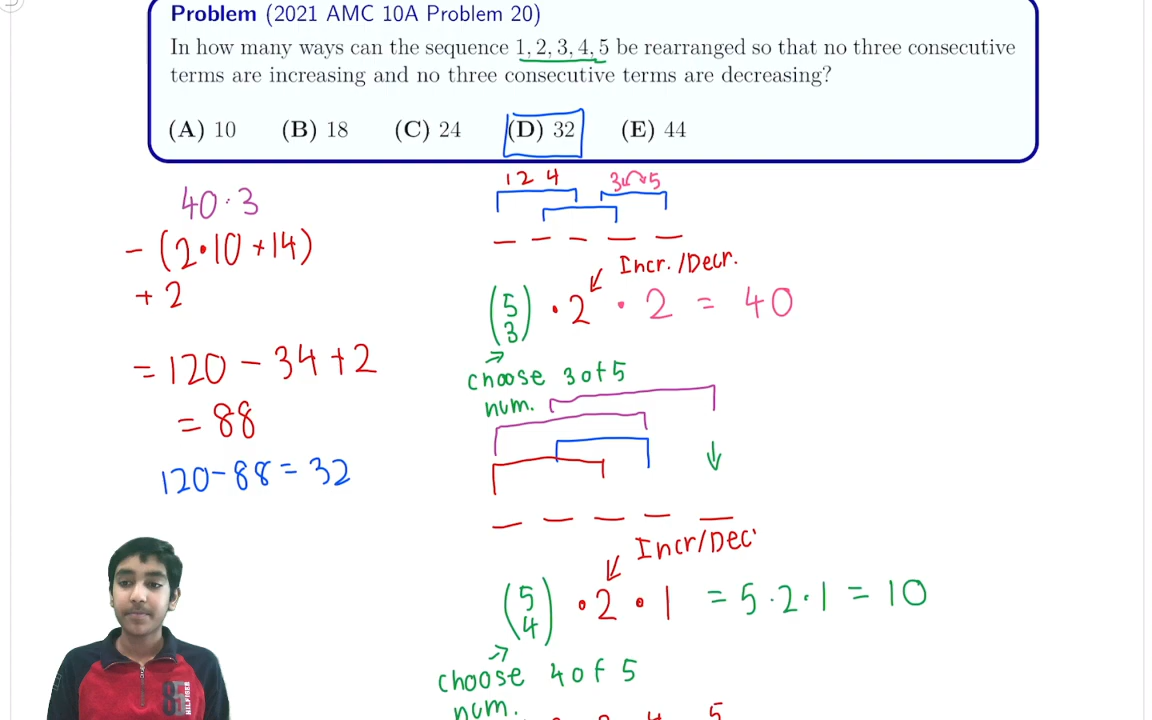 Problem (2021 AMC 10A Problem 20)
In how many ways can the sequence 1, 2, 3, 4, 5 be rearranged so that no three consecutive
terms are increasing and no three consecutive terms are decreasing?
(A) 10 (B) 18 (C) 24 (D) 32 (E) 44
1 2 4 3 5
40 · 3
- (2·10 + 14)
+ 2
= 120 - 34 + 2
= 88
120 - 88 = 32
Incr./Decr.
(5 3) · 2 · 2 = 40
choose 3 of 5
num.
Incr/Dec
(5 4) · 2 · 1 = 5 · 2 · 1 = 10
choose 4 of 5
num.
HILFIGER